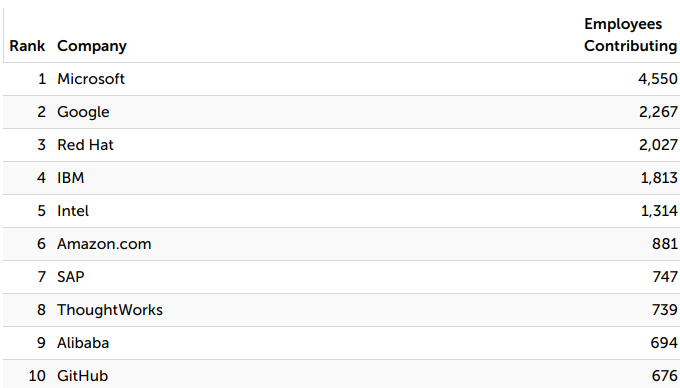 Rank Company Employees Contributing
1 Microsoft 4,550
2 Google 2,267
3 Red Hat 2,027
4 IBM 1,813
5 Intel 1,314
6 Amazon.com 881
7 SAP 747
8 ThoughtWorks 739
9 Alibaba 694
10 GitHub 676